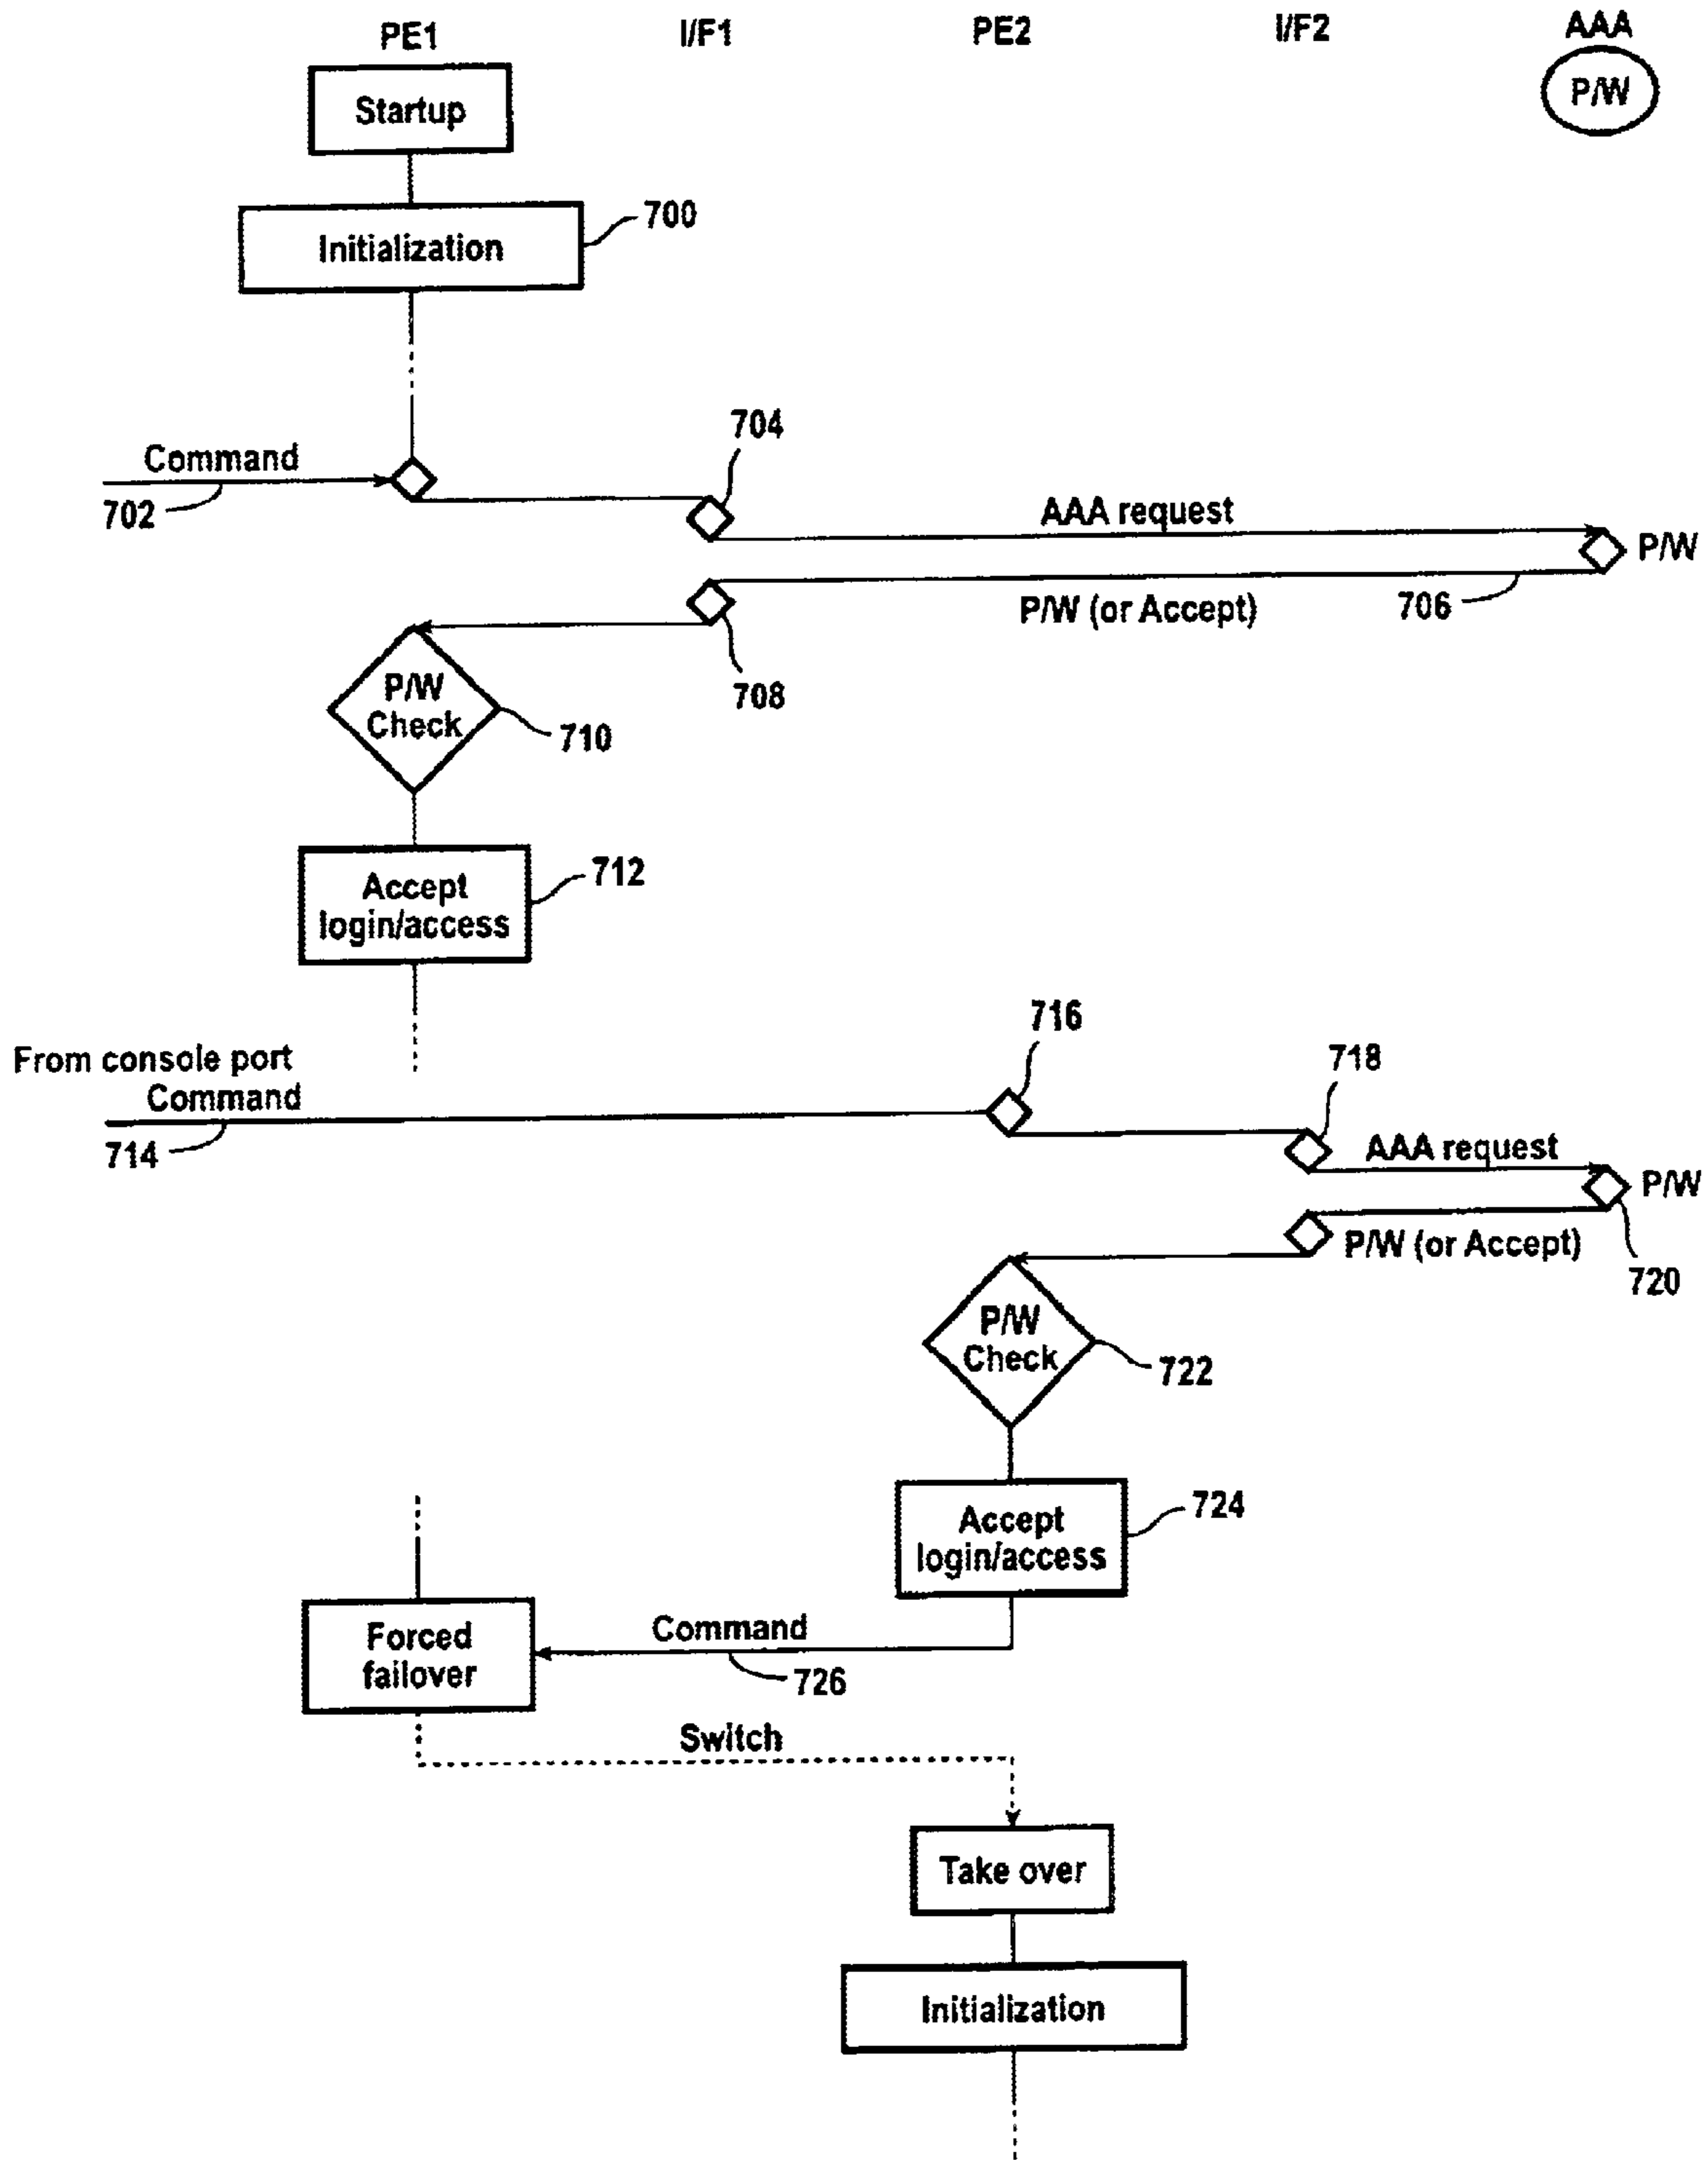 PE1 I/F1 PE2 I/F2 AAA
P/W
Startup
700
Initialization
704
Command
702
AAA request
P/W
706
P/W (or Accept)
708
P/W
Check
710
712
Accept
login/access
716
From console port
Command
714
718
AAA request
P/W
P/W (or Accept)
720
P/W
Check
722
724
Accept
login/access
Forced
failover
Command
726
Switch
Take over
Initialization